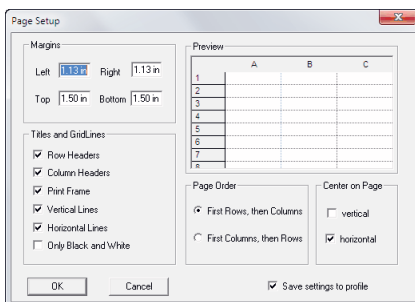 Page Setup
Margins
Left 1.13 in Right 1.13 in
Top 1.50 in Bottom 1.50 in
Titles and GridLines
Row Headers
Column Headers
Print Frame
Vertical Lines
Horizontal Lines
Only Black and White
Preview
A B C
1
2
3
4
5
6
7
8
Page Order
First Rows, then Columns
First Columns, then Rows
Center on Page
vertical
horizontal
OK Cancel Save settings to profile